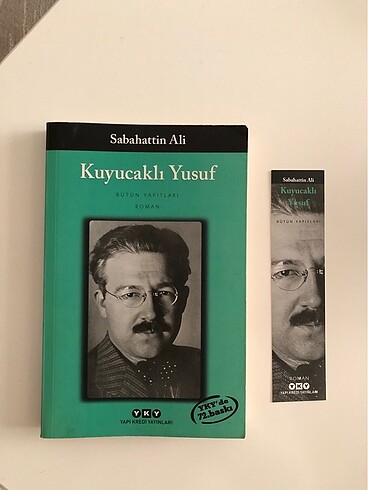 Sabahattin Ali
Kuyucaklı Yusuf
BÜTÜN YAPITLARI
ROMAN
YKY'de
72.baskı
YKY
YAPI KREDİ YAYINLARI
Sabahattin Ali
Kuyucaklı
Yusuf
BÜTÜN YAPITLARI
ROMAN
YKY
YAPI KREDİ YAYINLARI